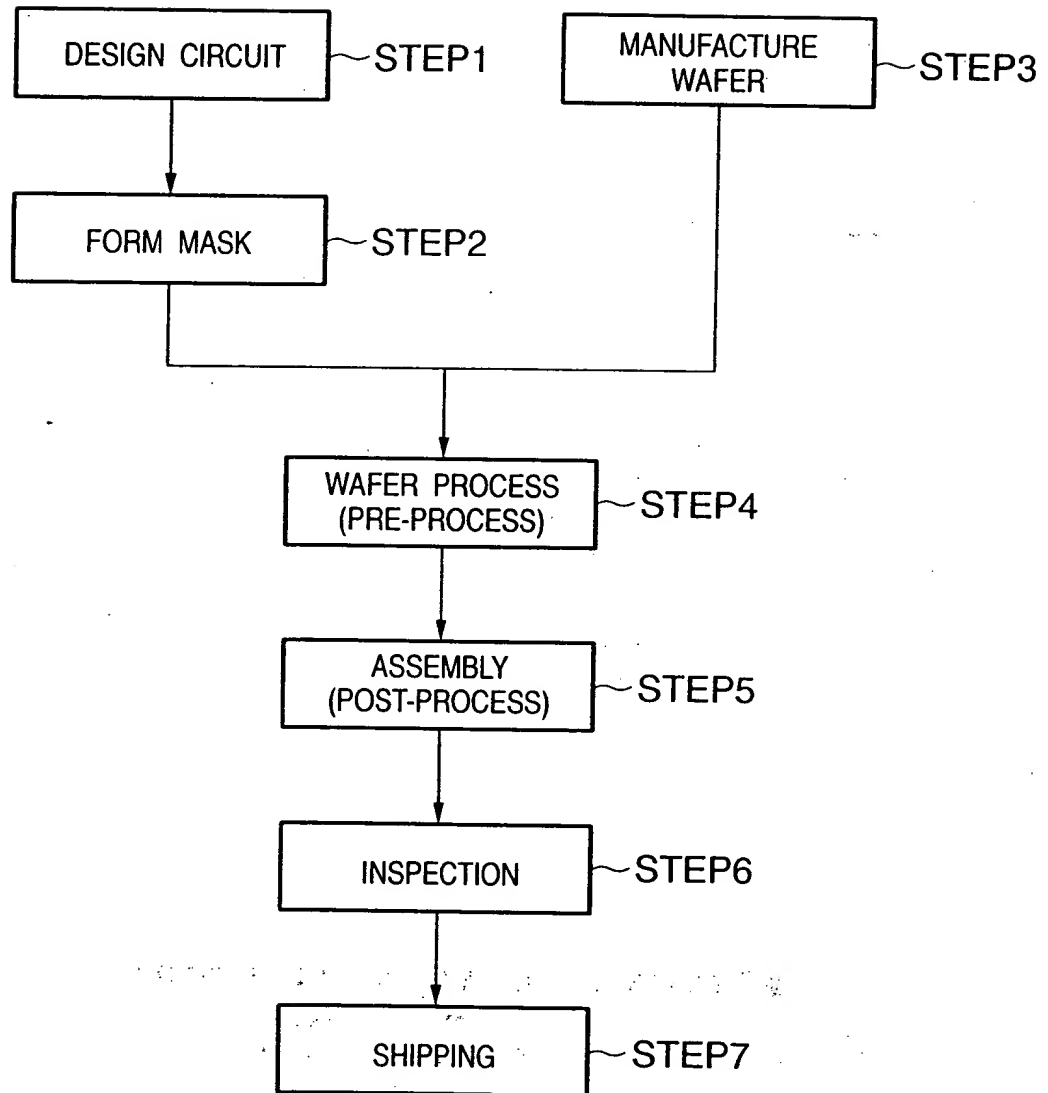 DESIGN CIRCUIT
STEP1
MANUFACTURE
WAFER
STEP3
FORM MASK
STEP2
WAFER PROCESS
(PRE-PROCESS)
STEP4
ASSEMBLY
(POST-PROCESS)
STEP5
INSPECTION
STEP6
SHIPPING
STEP7